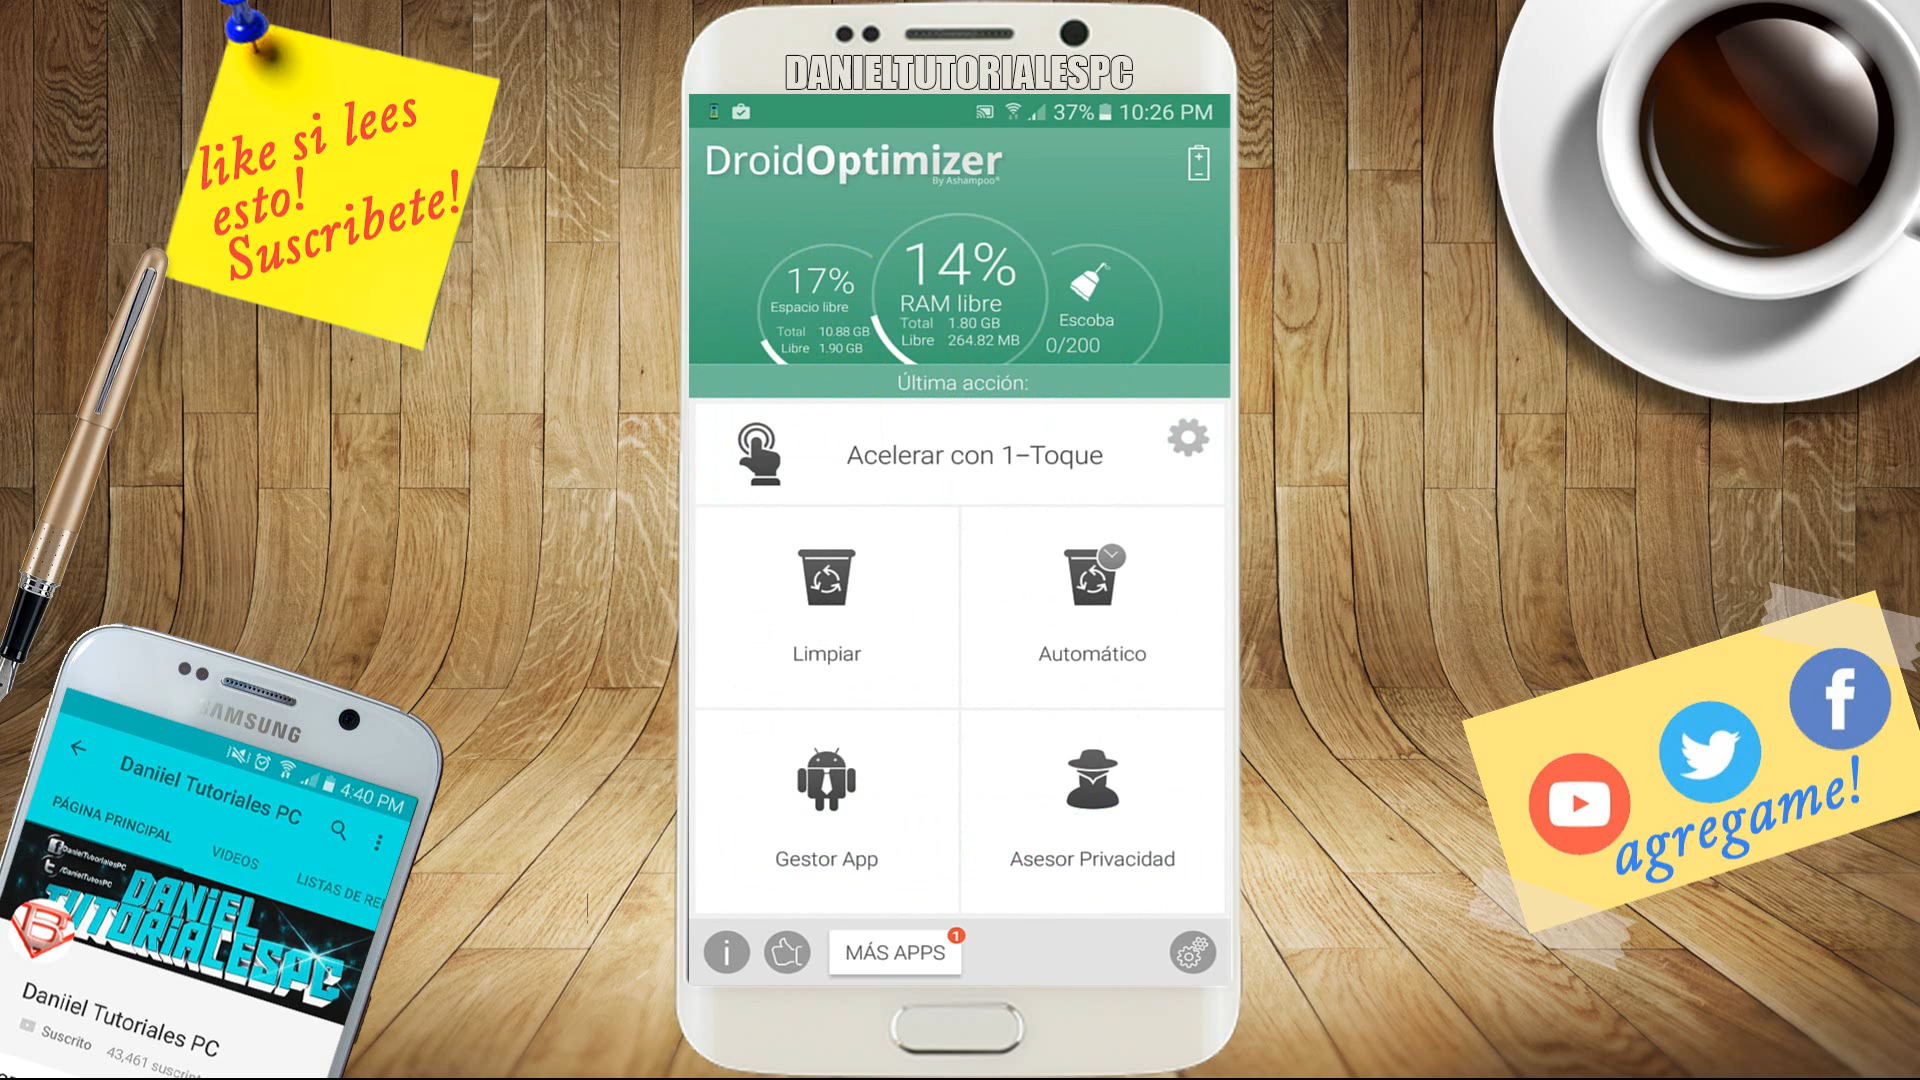 like si lees
esto!
Suscribete!
DANIELTUTORIALESPC
37% 10:26 PM
DroidOptimizer
By Ashampoo®
17%
Espacio libre
Total 10.88 GB
Libre 1.90 GB
14%
RAM libre
Total 1.80 GB
Libre 264.82 MB
Escoba
0/200
Última acción:
Acelerar con 1-Toque
Limpiar
Automático
Gestor App
Asesor Privacidad
MÁS APPS
1
SAMSUNG
4:40 PM
Daniiel Tutoriales PC
PÁGINA PRINCIPAL
VIDEOS
LISTAS DE RE
/DanielTutorialesPC
/DanielTutosPC
DANiEL
TUTORiALESPC
Daniiel Tutoriales PC
Suscrito 43,461 suscript
agregame!